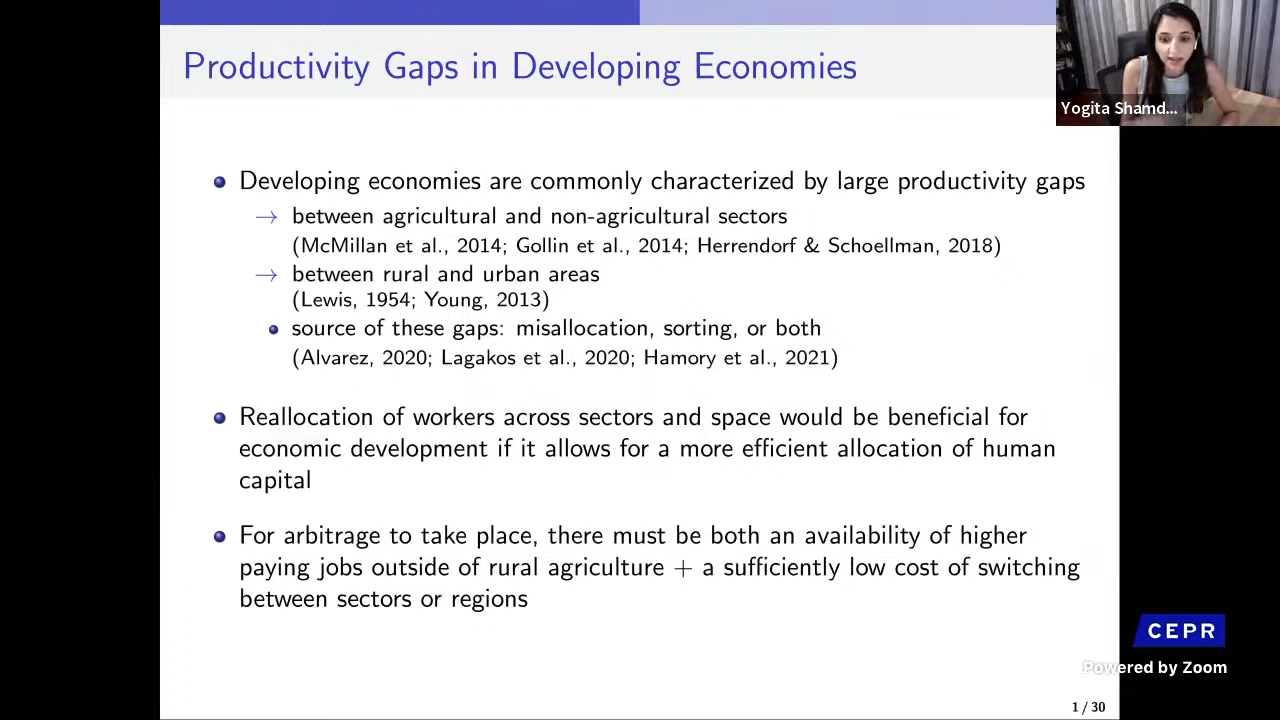 Productivity Gaps in Developing Economies
Yogita Shamd...
Developing economies are commonly characterized by large productivity gaps
→ between agricultural and non-agricultural sectors
(McMillan et al., 2014; Gollin et al., 2014; Herrendorf & Schoellman, 2018)
→ between rural and urban areas
(Lewis, 1954; Young, 2013)
source of these gaps: misallocation, sorting, or both
(Alvarez, 2020; Lagakos et al., 2020; Hamory et al., 2021)
Reallocation of workers across sectors and space would be beneficial for
economic development if it allows for a more efficient allocation of human
capital
For arbitrage to take place, there must be both an availability of higher
paying jobs outside of rural agriculture + a sufficiently low cost of switching
between sectors or regions
CEPR
Powered by Zoom
1 / 30